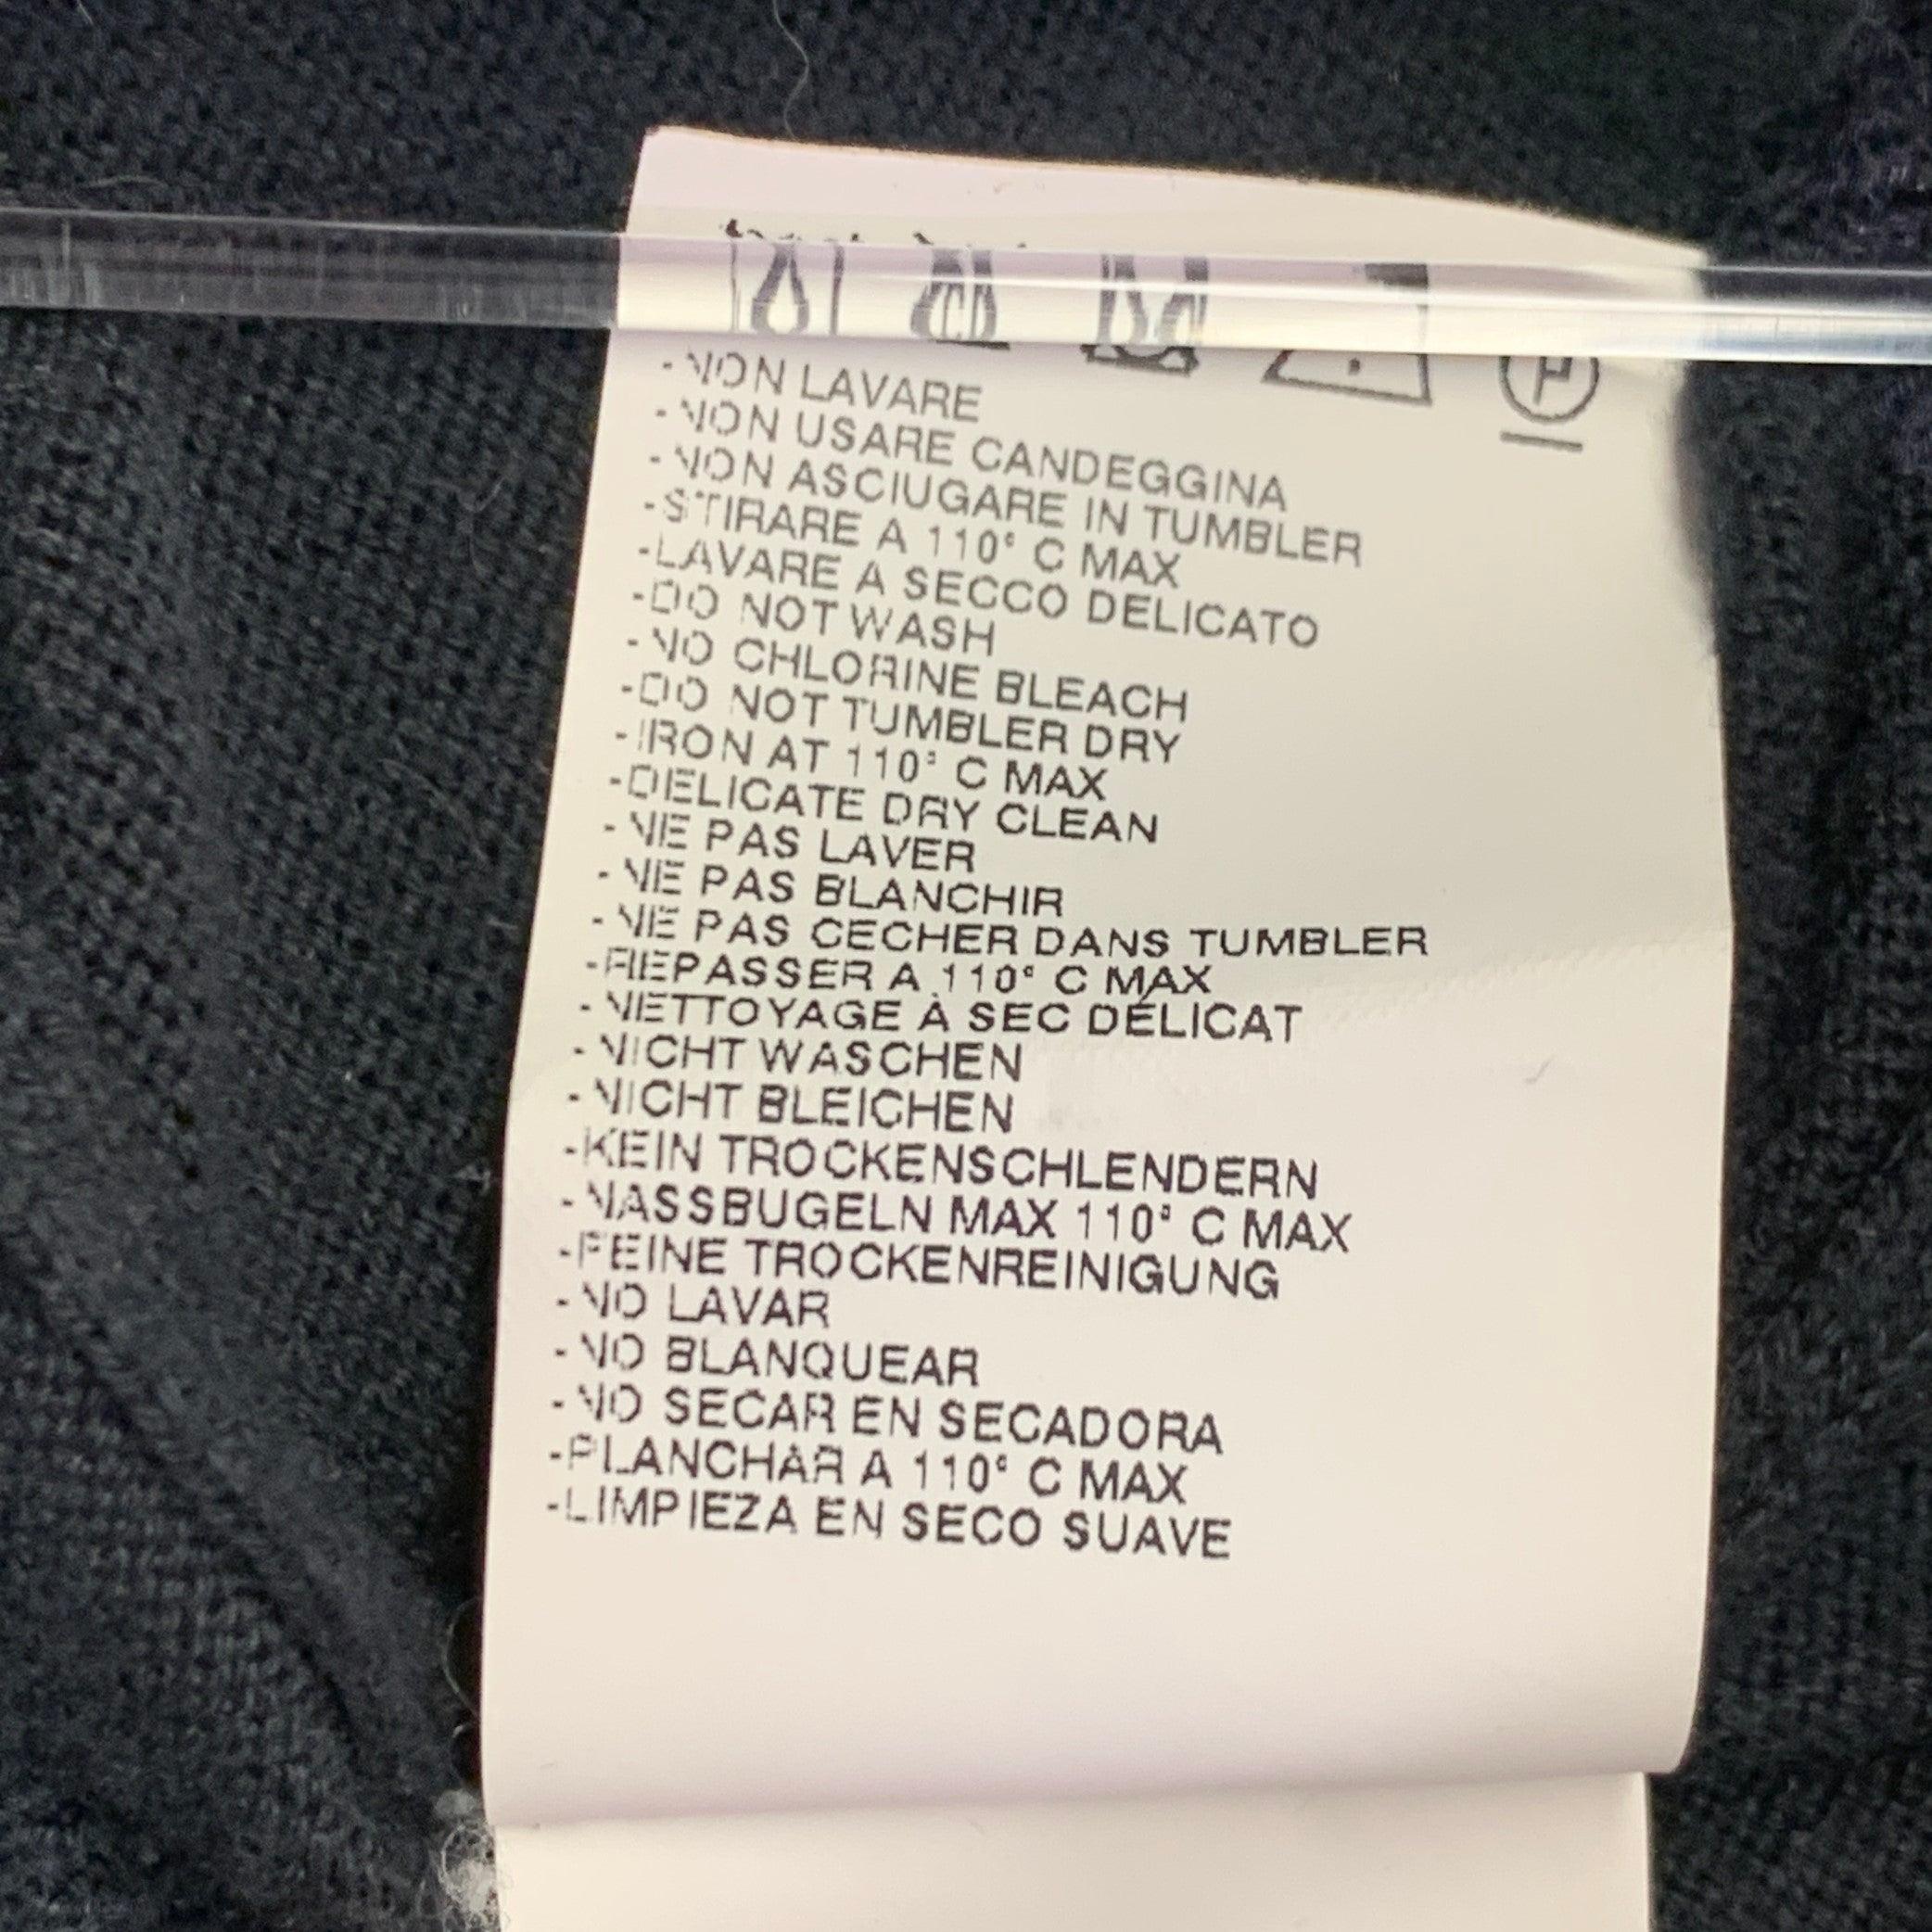 -NON LAVARE
-NON USARE CANDEGGINA
-NON ASCIUGARE IN TUMBLER
-STIRARE A 110° C MAX
-LAVARE A SECCO DELICATO
-DO NOT WASH
-NO CHLORINE BLEACH
-DO NOT TUMBLER DRY
-IRON AT 110° C MAX
-DELICATE DRY CLEAN
-NE PAS LAVER
-NE PAS BLANCHIR
-NE PAS CECHER DANS TUMBLER
-REPASSER A 110° C MAX
-NETTOYAGE À SEC DÉLICAT
-NICHT WASCHEN
-NICHT BLEICHEN
-KEIN TROCKENSCHLENDERN
-NASSBUGELN MAX 110° C MAX
-FEINE TROCKENREINIGUNG
-NO LAVAR
-NO BLANQUEAR
-NO SECAR EN SECADORA
-PLANCHAR A 110° C MAX
-LIMPIEZA EN SECO SUAVE